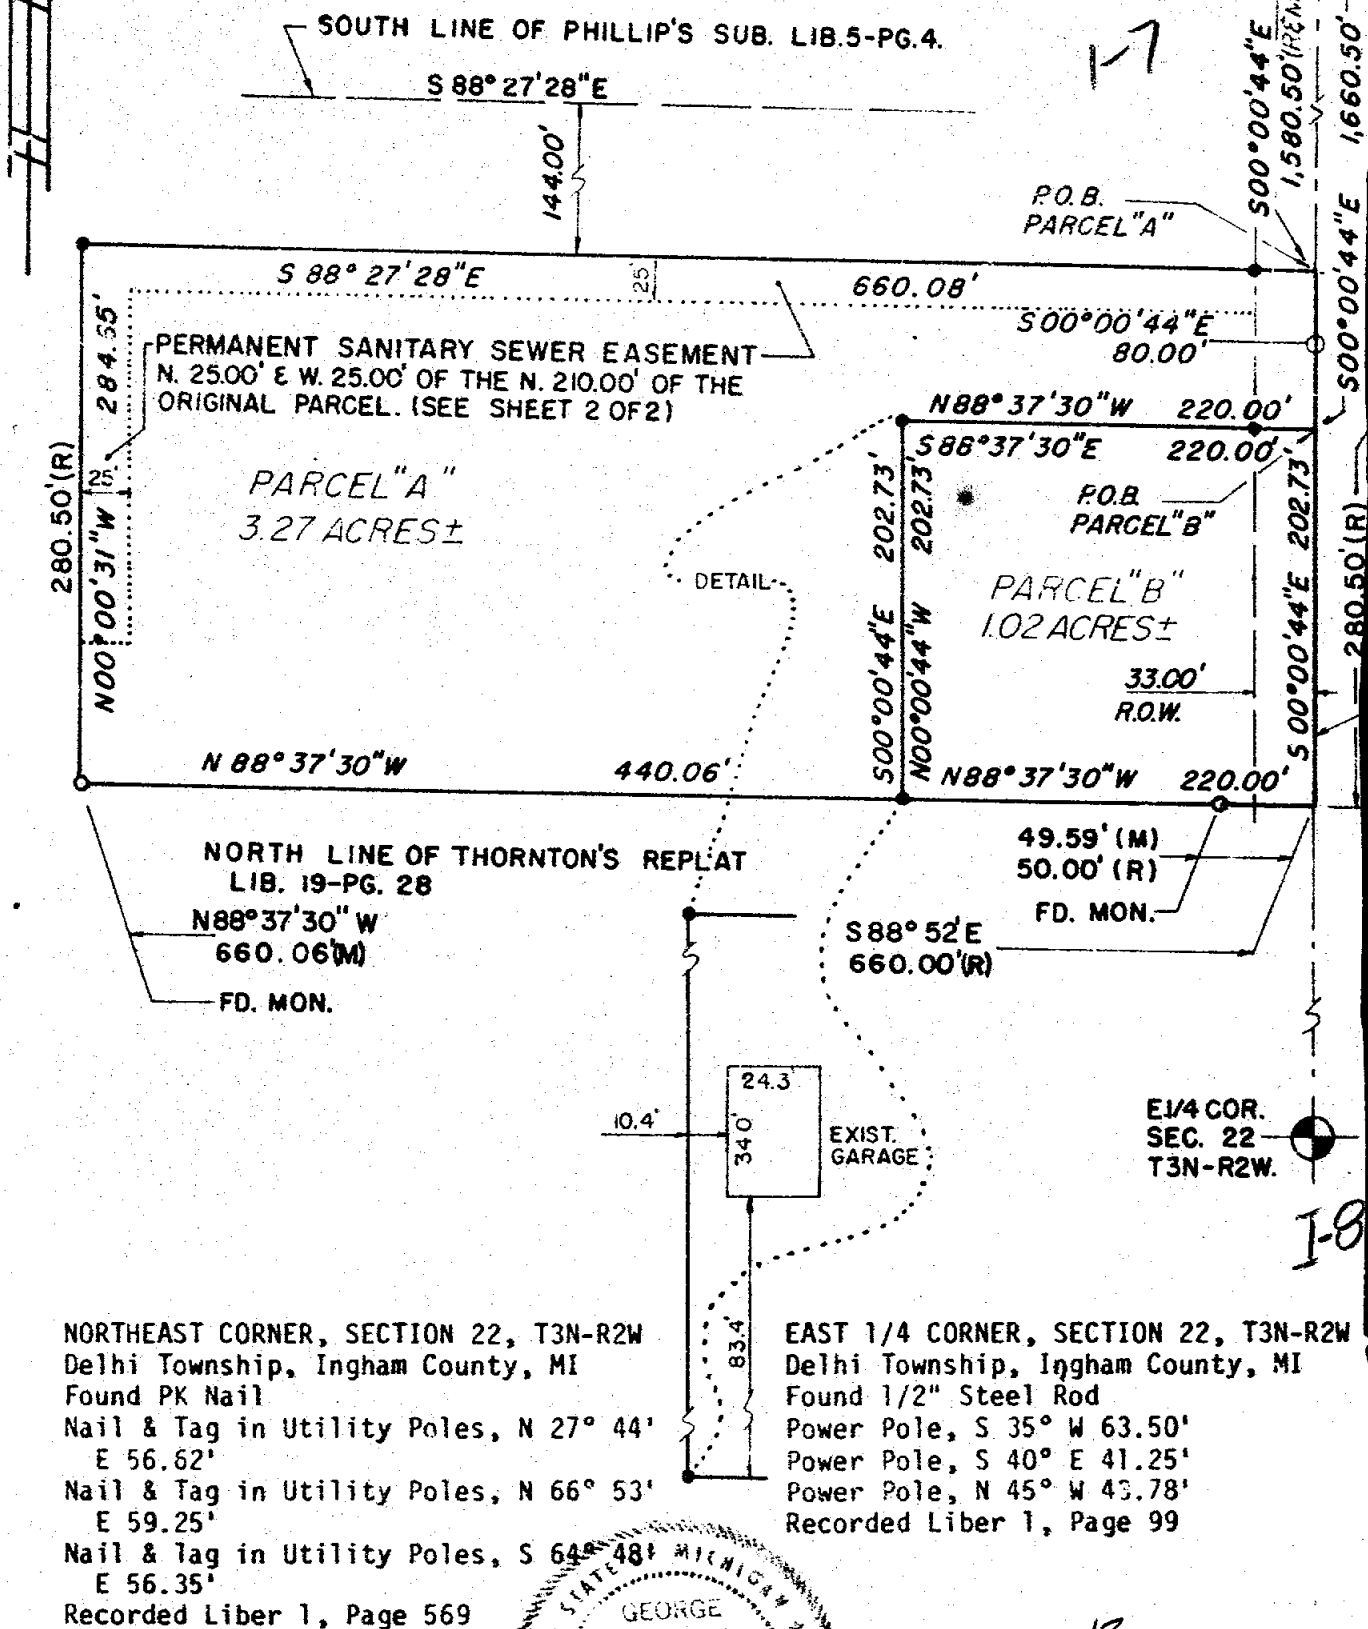 SOUTH LINE OF PHILLIP'S SUB. LIB.5-PG.4.
1-7
S 88° 27'28"E
144.00'
S00°00'44"E
1,580.50'
1,660.50'
S00°00'44"E
P.O.B.
PARCEL "A"
S 88° 27'28"E
25'
660.08'
S00°00'44"E
80.00'
284.65'
280.50'(R)
N00°00'31"W
25'
PERMANENT SANITARY SEWER EASEMENT
N. 25.00' & W. 25.00' OF THE N. 210.00' OF THE
ORIGINAL PARCEL. (SEE SHEET 2 OF 2)
N88°37'30"W 220.00'
S88°37'30"E 220.00'
PARCEL "A"
3.27 ACRES±
P.O.B.
PARCEL "B"
DETAIL
S00°00'44"E 202.73'
N00°00'44"W 202.73'
PARCEL "B"
1.02 ACRES±
33.00'
R.O.W.
S 00°00'44"E 202.73'
280.50'(R)
N 88°37'30"W 440.06'
N88°37'30"W 220.00'
NORTH LINE OF THORNTON'S REPLAT
LIB. 19-PG. 28
N88°37'30"W
660.06'(M)
FD. MON.
49.59' (M)
50.00' (R)
FD. MON.
S 88° 52'E
660.00'(R)
24.3'
34.0'
10.4'
EXIST.
GARAGE
83.4'
E.1/4 COR.
SEC. 22
T3N-R2W.
I-8
NORTHEAST CORNER, SECTION 22, T3N-R2W
Delhi Township, Ingham County, MI
Found PK Nail
Nail & Tag in Utility Poles, N 27° 44'
E 56.62'
Nail & Tag in Utility Poles, N 66° 53'
E 59.25'
Nail & Tag in Utility Poles, S 64° 48'
E 56.35'
Recorded Liber 1, Page 569
EAST 1/4 CORNER, SECTION 22, T3N-R2W
Delhi Township, Ingham County, MI
Found 1/2" Steel Rod
Power Pole, S 35° W 63.50'
Power Pole, S 40° E 41.25'
Power Pole, N 45° W 43.78'
Recorded Liber 1, Page 99
STATE OF MICHIGAN
GEORGE